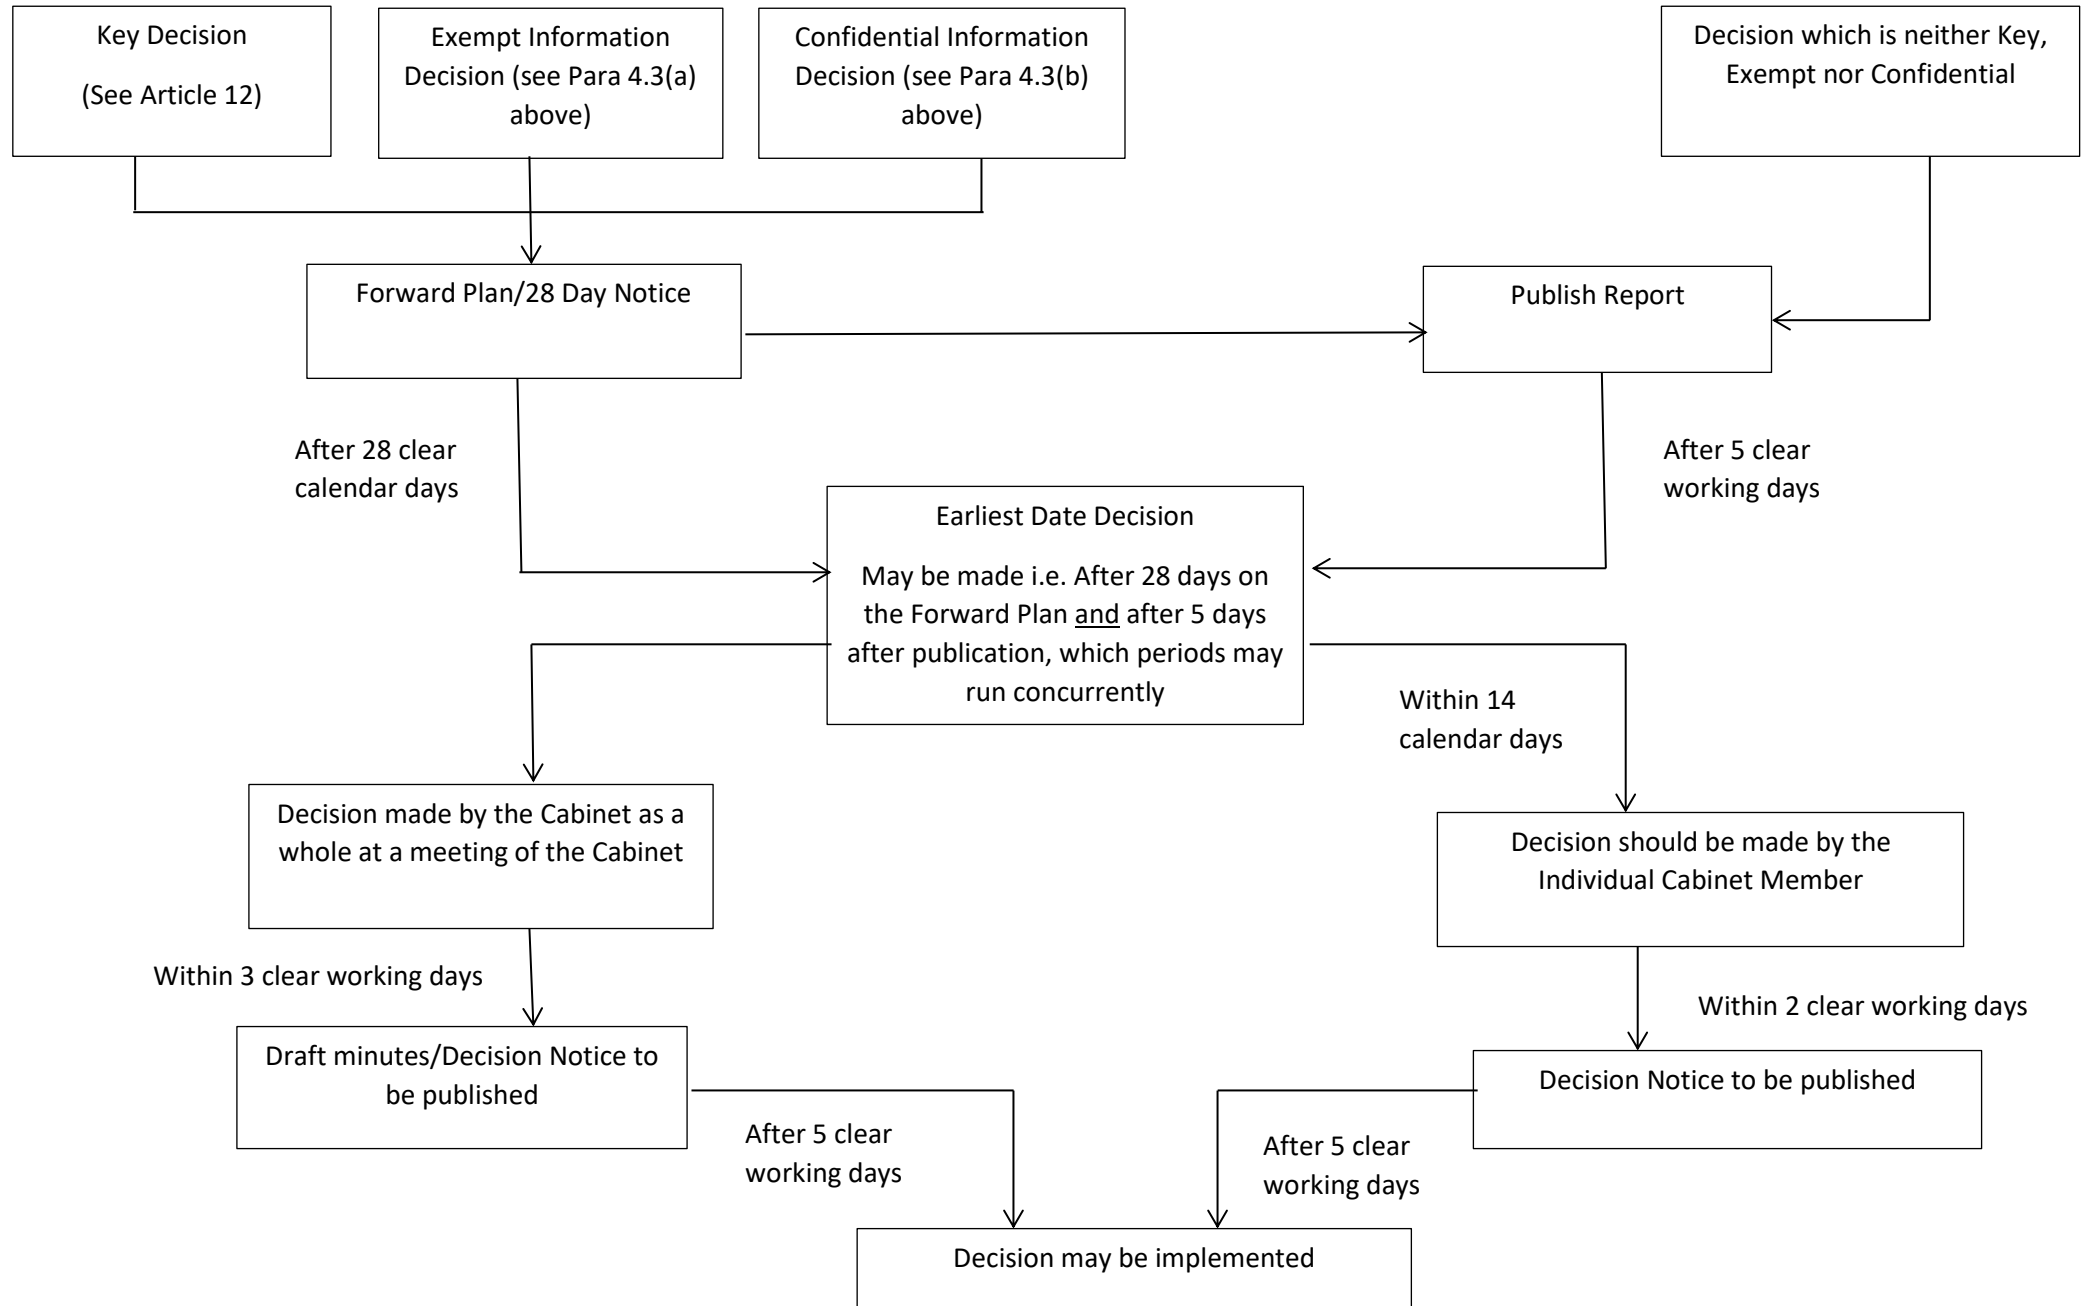 Key Decision
(See Article 12)
Exempt Information
Decision (see Para 4.3(a)
above)
Confidential Information
Decision (see Para 4.3(b)
above)
Decision which is neither Key,
Exempt nor Confidential
Forward Plan/28 Day Notice
Publish Report
After 28 clear
calendar days
After 5 clear
working days
Earliest Date Decision
May be made i.e. After 28 days on
the Forward Plan and after 5 days
after publication, which periods may
run concurrently
Within 14
calendar days
Decision made by the Cabinet as a
whole at a meeting of the Cabinet
Decision should be made by the
Individual Cabinet Member
Within 3 clear working days
Within 2 clear working days
Draft minutes/Decision Notice to
be published
Decision Notice to be published
After 5 clear
working days
After 5 clear
working days
Decision may be implemented